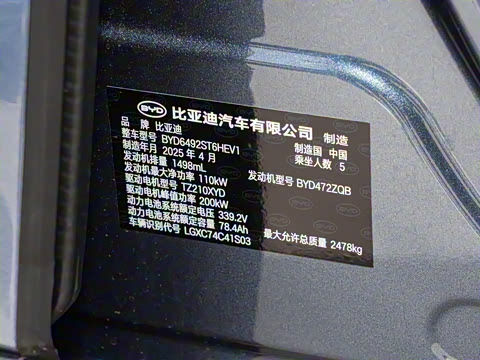 BYD 比亚迪汽车有限公司 制造
品 牌 比亚迪 制造国 中国
整车型号 BYD6492ST6HEV1 乘坐人数 5
制造年月 2025 年 4 月
发动机排量 1498mL 发动机型号 BYD472ZQB
发动机最大净功率 110kW
驱动电机型号 TZ210XYD
驱动电机峰值功率 200kW
动力电池系统额定电压 339.2V
动力电池系统额定容量 78.4Ah 最大允许总质量 2478kg
车辆识别代号 LGXC74C41S03